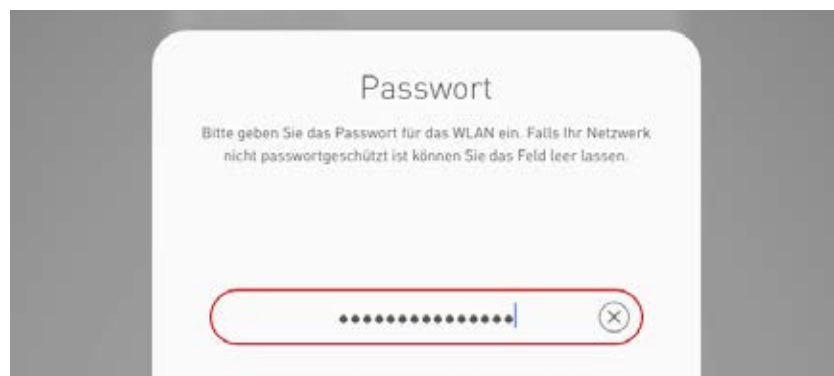 Passwort
Bitte geben Sie das Passwort für das WLAN ein. Falls Ihr Netzwerk
nicht passwortgeschützt ist können Sie das Feld leer lassen.